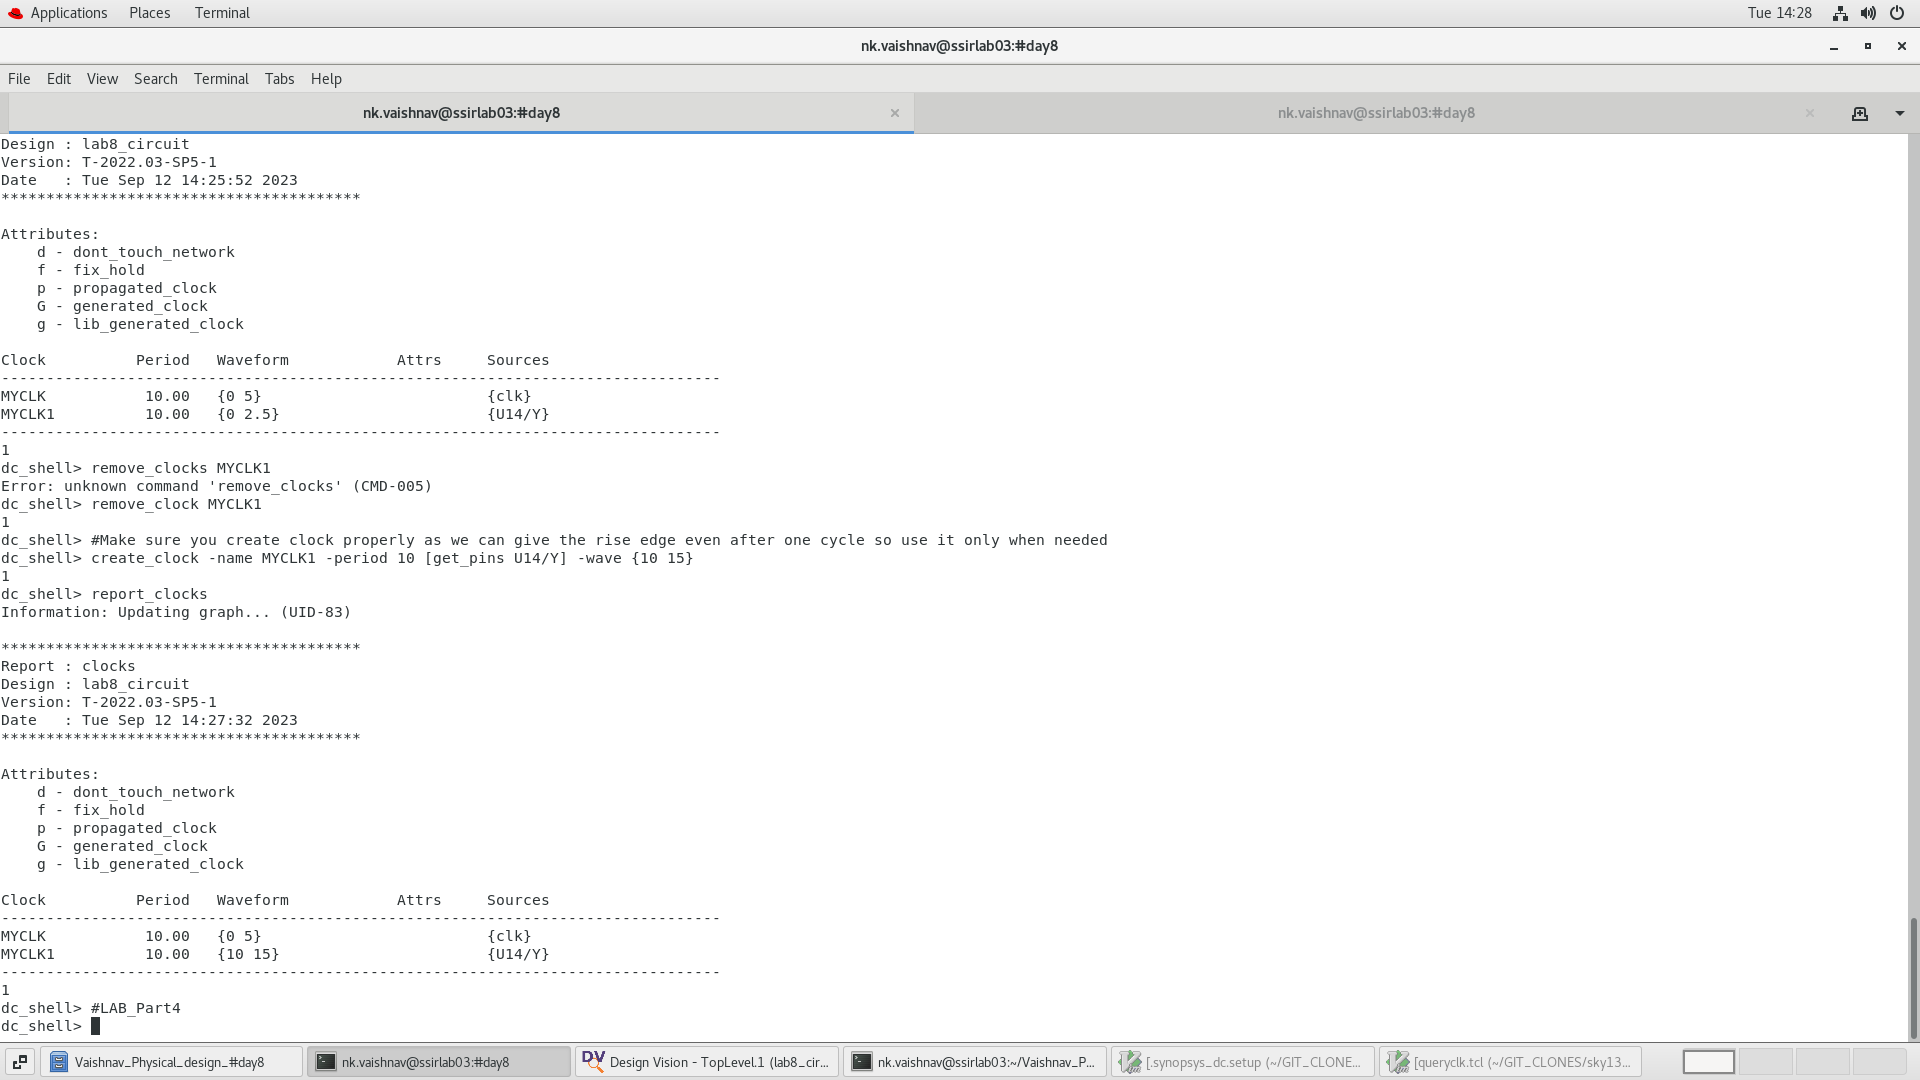 Applications Places Terminal Tue 14:28
nk.vaishnav@ssirlab03:#day8
File Edit View Search Terminal Tabs Help
nk.vaishnav@ssirlab03:#day8 nk.vaishnav@ssirlab03:#day8
Design : lab8_circuit
Version: T-2022.03-SP5-1
Date   : Tue Sep 12 14:25:52 2023
****************************************
Attributes:
    d - dont_touch_network
    f - fix_hold
    p - propagated_clock
    G - generated_clock
    g - lib_generated_clock
Clock          Period   Waveform            Attrs     Sources
--------------------------------------------------------------------------------
MYCLK           10.00   {0 5}                         {clk}
MYCLK1          10.00   {0 2.5}                       {U14/Y}
--------------------------------------------------------------------------------
1
dc_shell> remove_clocks MYCLK1
Error: unknown command 'remove_clocks' (CMD-005)
dc_shell> remove_clock MYCLK1
1
dc_shell> #Make sure you create clock properly as we can give the rise edge even after one cycle so use it only when needed
dc_shell> create_clock -name MYCLK1 -period 10 [get_pins U14/Y] -wave {10 15}
1
dc_shell> report_clocks
Information: Updating graph... (UID-83)
****************************************
Report : clocks
Design : lab8_circuit
Version: T-2022.03-SP5-1
Date   : Tue Sep 12 14:27:32 2023
****************************************
Attributes:
    d - dont_touch_network
    f - fix_hold
    p - propagated_clock
    G - generated_clock
    g - lib_generated_clock
Clock          Period   Waveform            Attrs     Sources
--------------------------------------------------------------------------------
MYCLK           10.00   {0 5}                         {clk}
MYCLK1          10.00   {10 15}                       {U14/Y}
--------------------------------------------------------------------------------
1
dc_shell> #LAB_Part4
dc_shell>
Vaishnav_Physical_design_#day8 nk.vaishnav@ssirlab03:#day8 DV Design Vision - TopLevel.1 (lab8_cir... nk.vaishnav@ssirlab03:~/Vaishnav_P... [.synopsys_dc.setup (~/GIT_CLONE... [queryclk.tcl (~/GIT_CLONES/sky13...